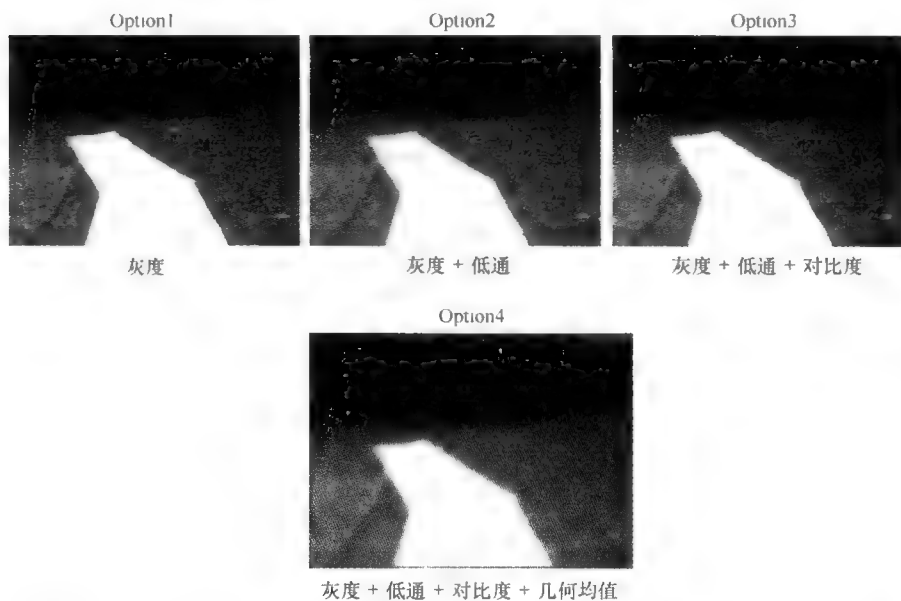 Option1 Option2 Option3
灰度 灰度 + 低通 灰度 + 低通 + 对比度
Option4
灰度 + 低通 + 对比度 + 几何均值